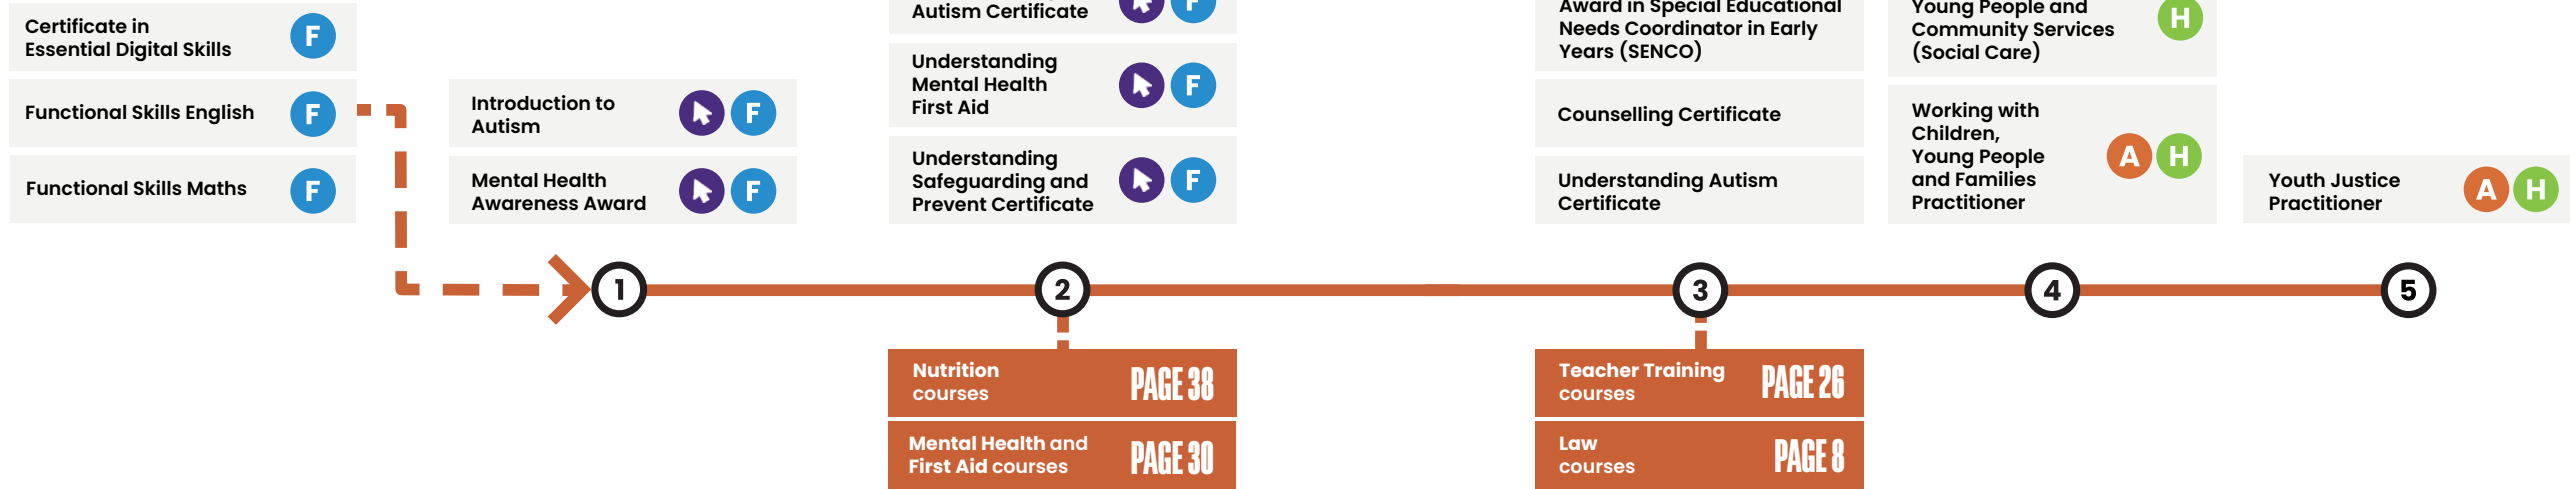 Certificate in
Essential Digital Skills
F
Functional Skills English
F
Functional Skills Maths
F
Introduction to
Autism
F
Mental Health
Awareness Award
F
Autism Certificate
F
Understanding
Mental Health
First Aid
F
Understanding
Safeguarding and
Prevent Certificate
F
Award in Special Educational
Needs Coordinator in Early
Years (SENCO)
Counselling Certificate
Understanding Autism
Certificate
Young People and
Community Services
(Social Care)
H
Working with
Children,
Young People
and Families
Practitioner
A H
Youth Justice
Practitioner
A H
1
2
3
4
5
Nutrition
courses
PAGE 38
Mental Health and
First Aid courses
PAGE 30
Teacher Training
courses
PAGE 26
Law
courses
PAGE 8